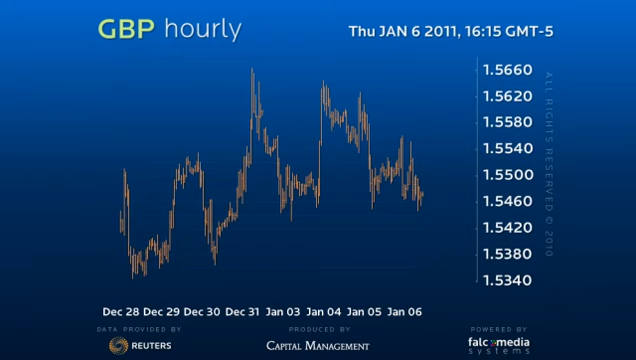 GBP hourly
Thu JAN 6 2011, 16:15 GMT-5
1.5660
1.5620
1.5580
1.5540
1.5500
1.5460
1.5420
1.5380
1.5340
ALL RIGHTS RESERVED © 2010
Dec 28 Dec 29 Dec 30 Dec 31 Jan 03 Jan 04 Jan 05 Jan 06
DATA PROVIDED BY
REUTERS
PRODUCED BY
CAPITAL MANAGEMENT
POWERED BY
falc media
systems